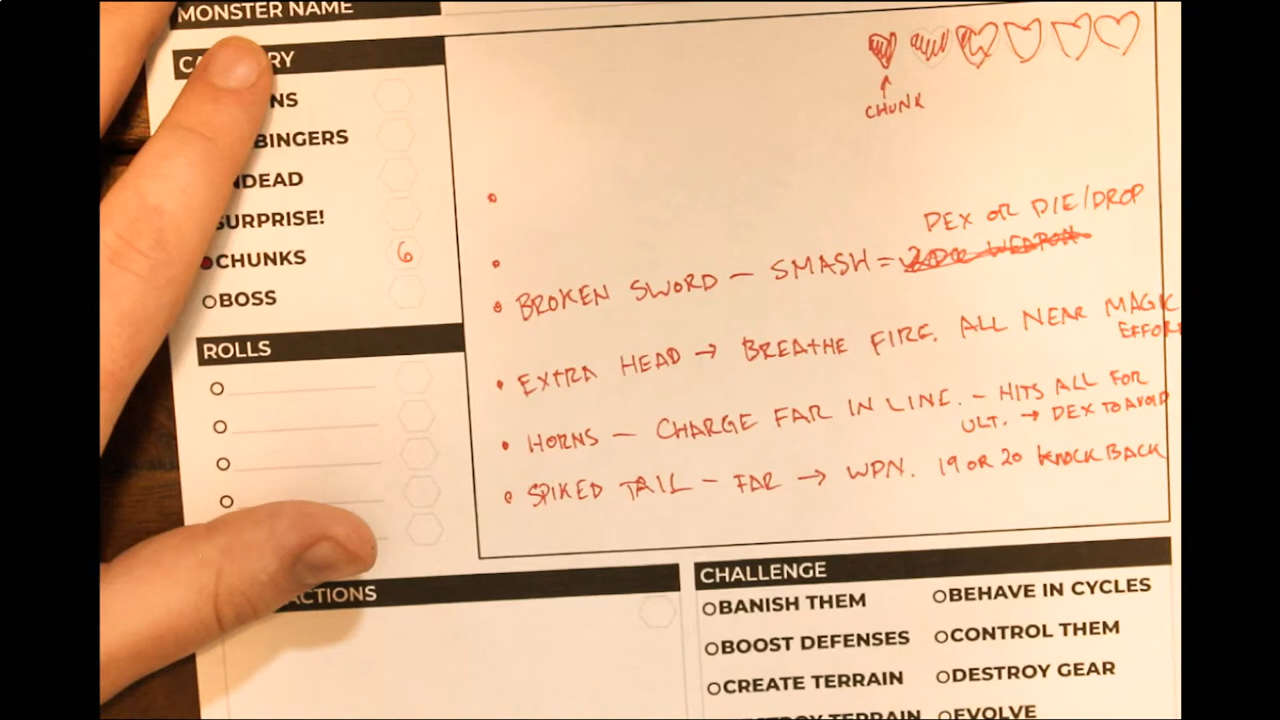 MONSTER NAME
CHUNK
BINGERS
SURPRISE!
CHUNKS 6
BOSS
DEX OR DIE/DROP
BROKEN SWORD — SMASH =
EXTRA HEAD → BREATHE FIRE. ALL NEAR MAGIC
EFFORT
HORNS — CHARGE FAR IN LINE. – HITS ALL FOR
ULT. → DEX TO AVOID
SPIKED TAIL – FAR → WPN. 19 OR 20 KNOCK BACK
ROLLS
ACTIONS
CHALLENGE
BANISH THEM
BEHAVE IN CYCLES
BOOST DEFENSES
CONTROL THEM
CREATE TERRAIN
DESTROY GEAR
TERRAIN
EVOLVE